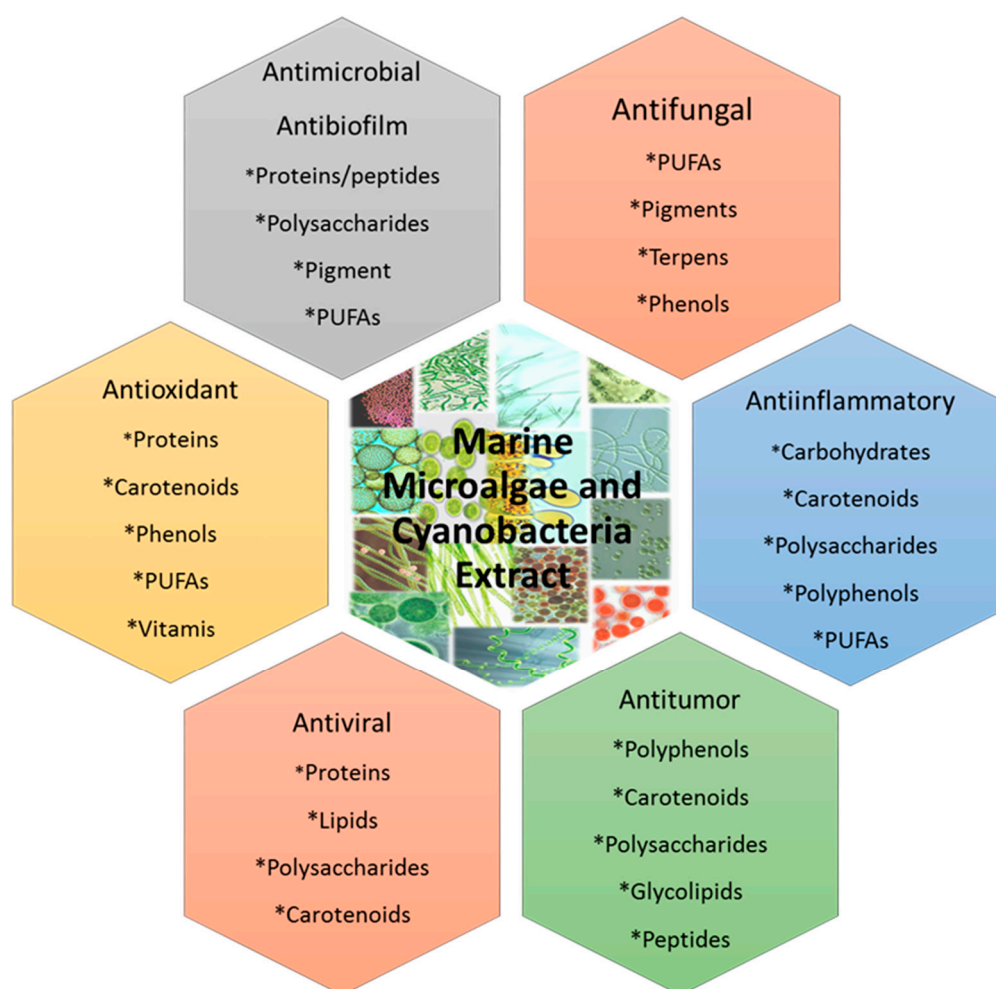 Antimicrobial
Antibiofilm
*Proteins/peptides
*Polysaccharides
*Pigment
*PUFAs
Antifungal
*PUFAs
*Pigments
*Terpens
*Phenols
Antioxidant
*Proteins
*Carotenoids
*Phenols
*PUFAs
*Vitamis
Marine
Microalgae and
Cyanobacteria
Extract
Antiinflammatory
*Carbohydrates
*Carotenoids
*Polysaccharides
*Polyphenols
*PUFAs
Antiviral
*Proteins
*Lipids
*Polysaccharides
*Carotenoids
Antitumor
*Polyphenols
*Carotenoids
*Polysaccharides
*Glycolipids
*Peptides